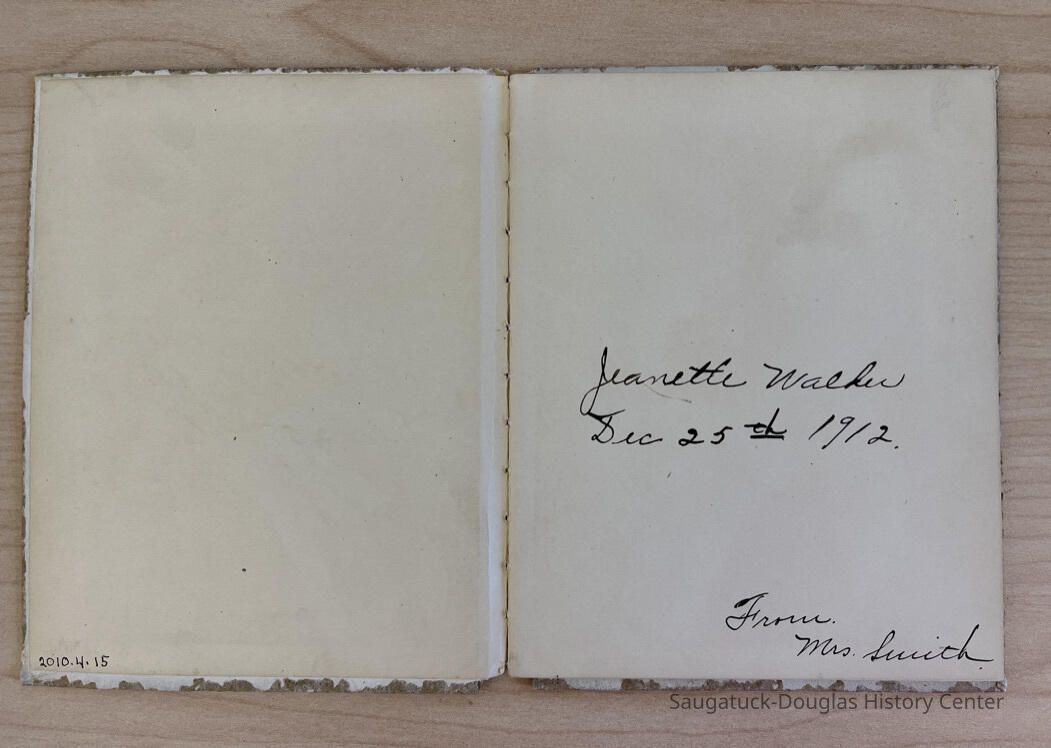 2010.4.15
Jeanette Walker
Dec 25th 1912.
From.
Mrs. Smith.
Saugatuck-Douglas History Center